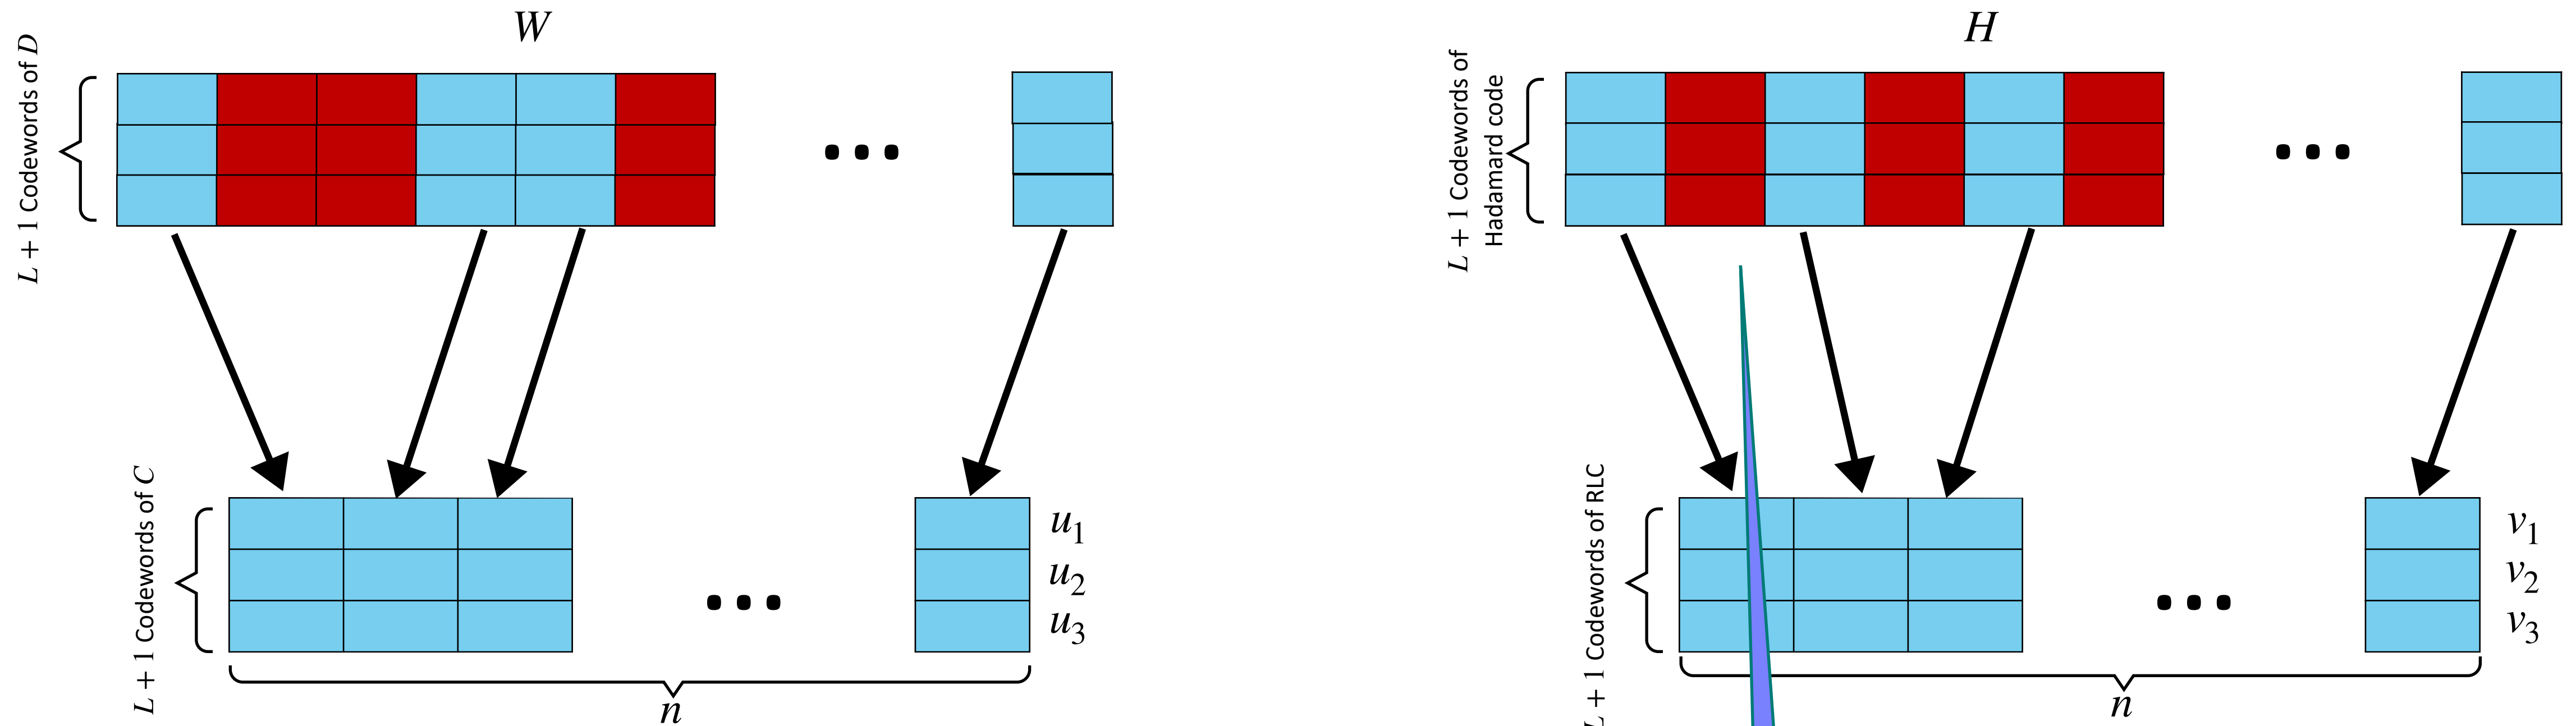 W
L + 1 Codewords of D
L + 1 Codewords of C
u1
u2
u3
n
H
L + 1 Codewords of
Hadamard code
L + 1 Codewords of RLC
v1
v2
v3
n